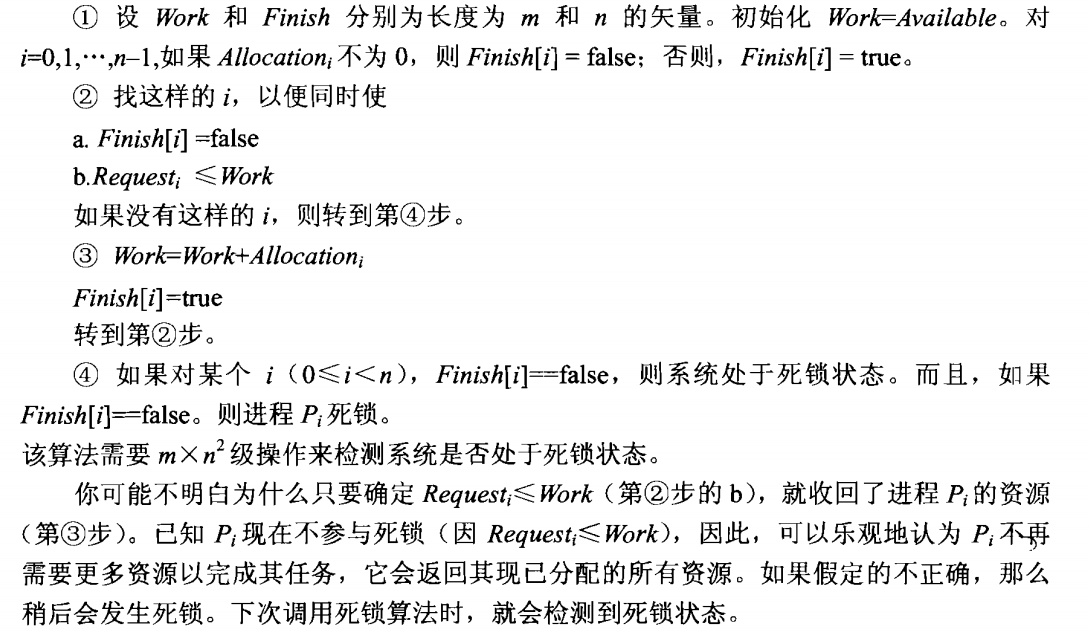 ① 设 Work 和 Finish 分别为长度为 m 和 n 的矢量。初始化 Work=Available。对
i=0,1,⋯,n–1,如果 Allocationᵢ 不为 0，则 Finish[i] = false；否则，Finish[i] = true。
② 找这样的 i，以便同时使
a. Finish[i] =false
b.Requestᵢ ≤Work
如果没有这样的 i，则转到第④步。
③ Work=Work+Allocationᵢ
Finish[i]=true
转到第②步。
④ 如果对某个 i（0≤i＜n），Finish[i]==false，则系统处于死锁状态。而且，如果
Finish[i]==false。则进程 Pᵢ 死锁。
该算法需要 m×n² 级操作来检测系统是否处于死锁状态。
你可能不明白为什么只要确定 Requestᵢ≤Work（第②步的 b），就收回了进程 Pᵢ 的资源
（第③步）。已知 Pᵢ 现在不参与死锁（因 Requestᵢ≤Work），因此，可以乐观地认为 Pᵢ 不再
需要更多资源以完成其任务，它会返回其现已分配的所有资源。如果假定的不正确，那么
稍后会发生死锁。下次调用死锁算法时，就会检测到死锁状态。